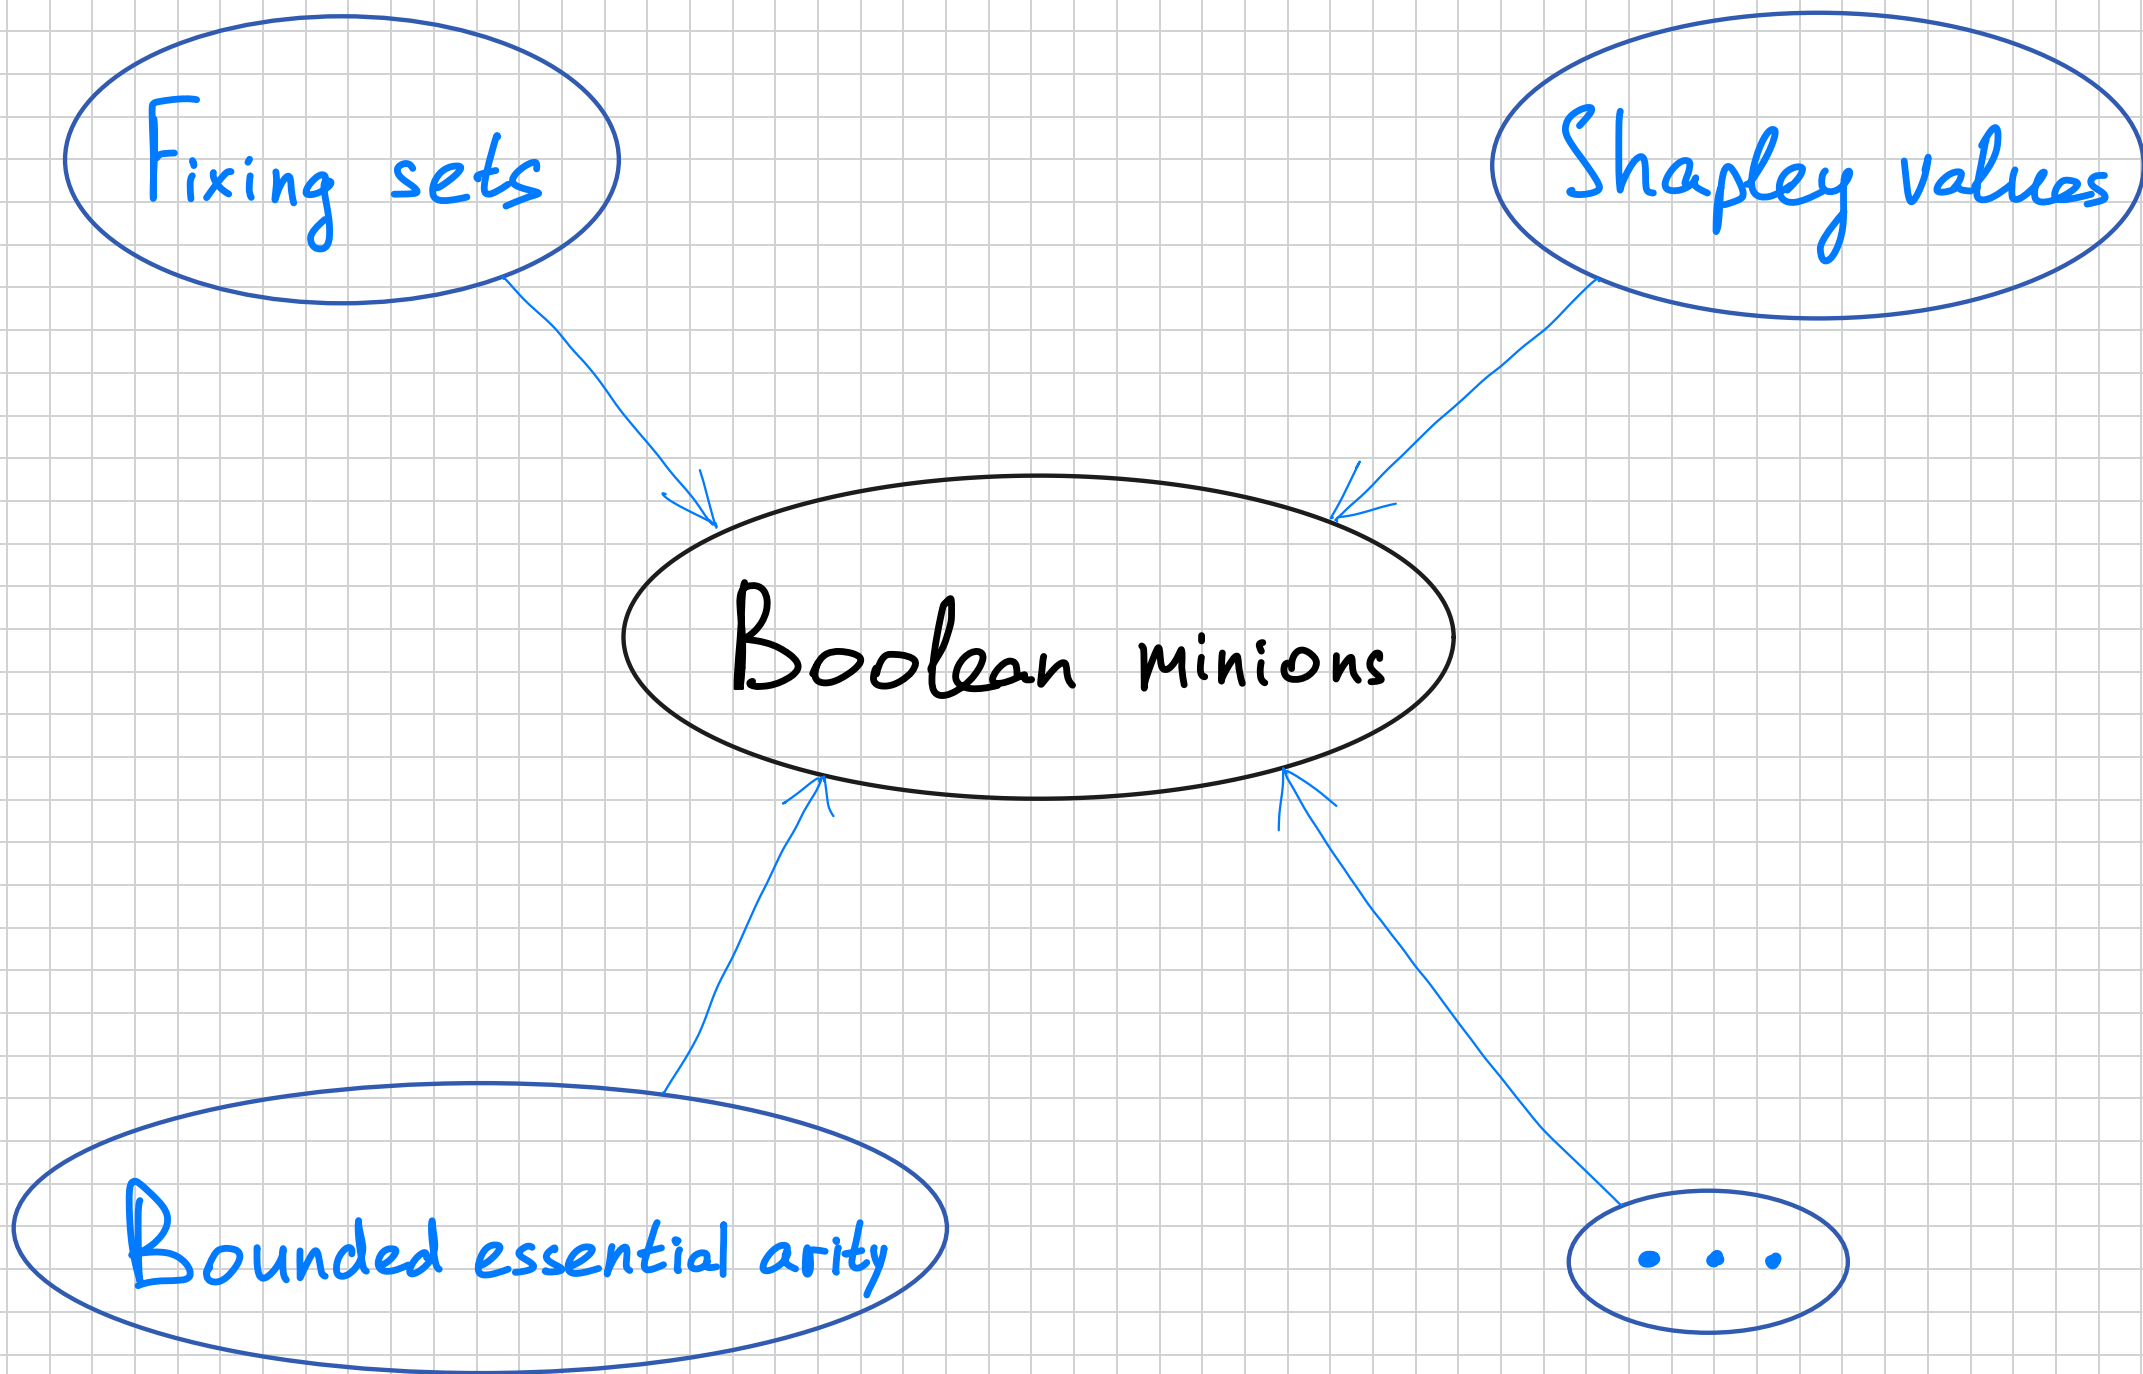 Fixing sets
Shapley values
Boolean minions
Bounded essential arity
...